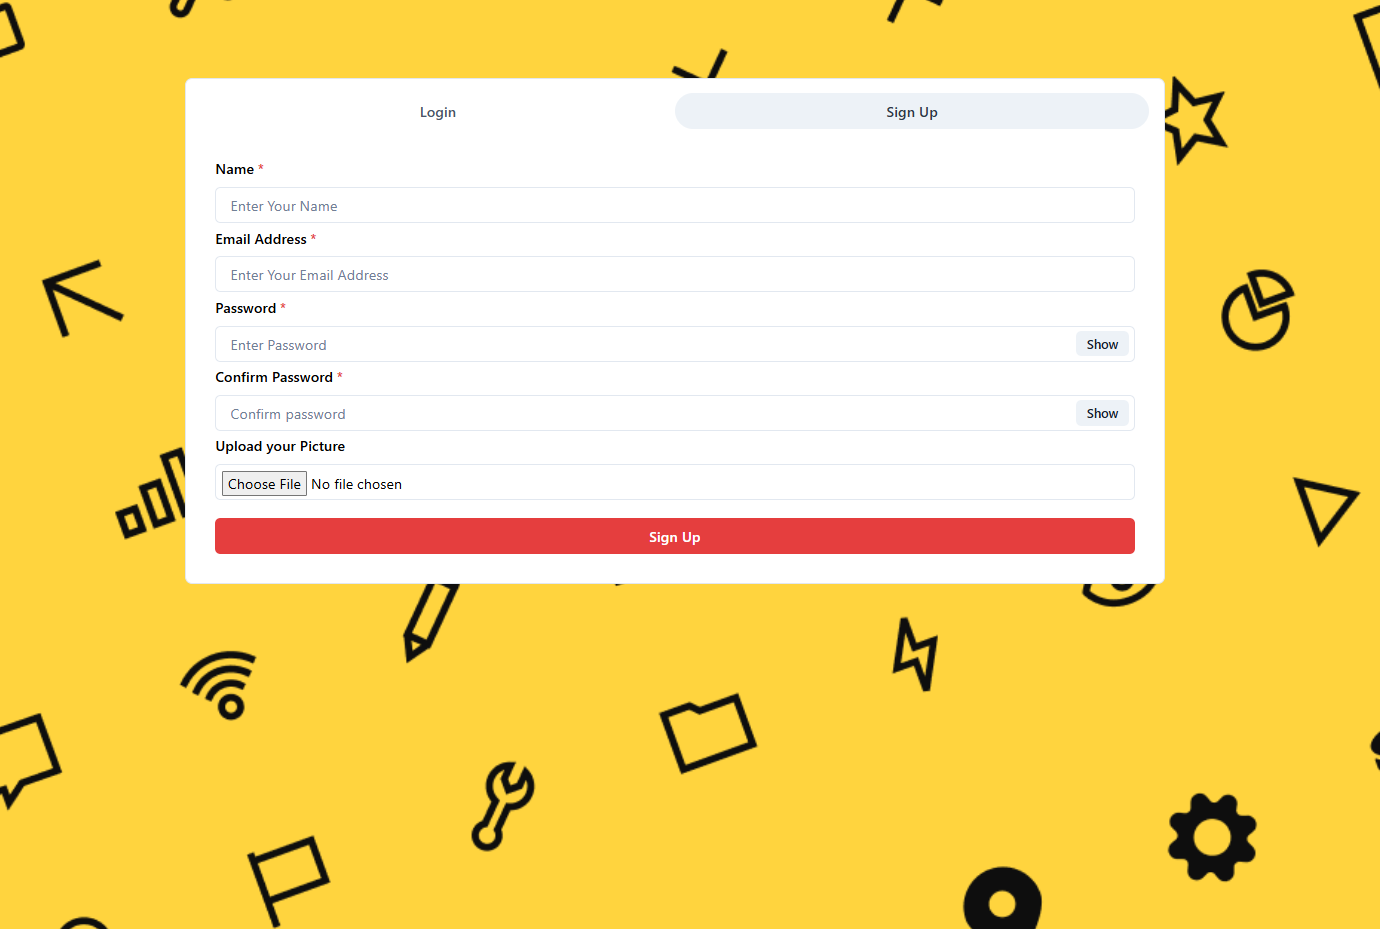 Login
Sign Up
Name *
Enter Your Name
Email Address *
Enter Your Email Address
Password *
Enter Password
Show
Confirm Password *
Confirm password
Show
Upload your Picture
Choose File No file chosen
Sign Up